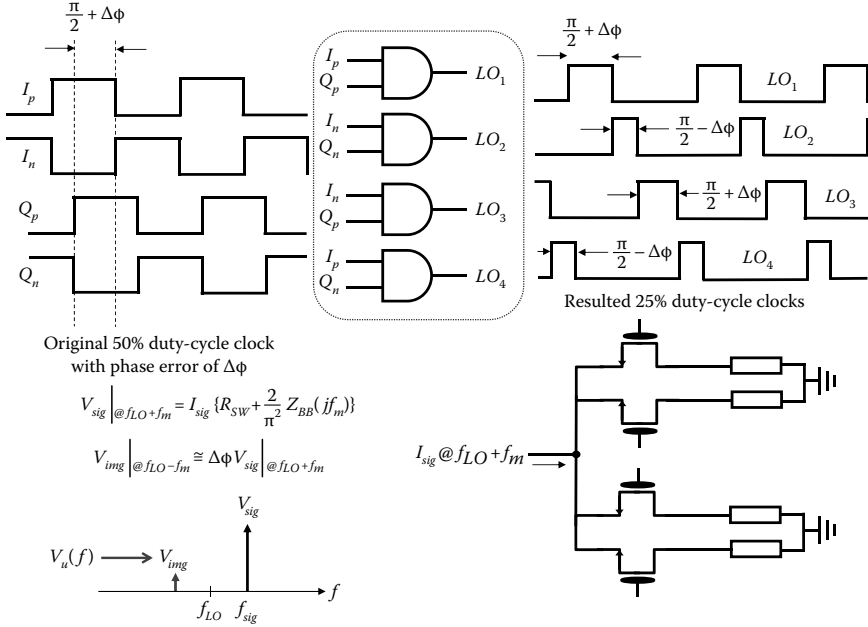 π/2 + Δϕ
I_p
I_n
Q_p
Q_n
Original 50% duty-cycle clock
with phase error of Δϕ
I_p
Q_p
LO_1
I_n
Q_n
LO_2
I_n
Q_p
LO_3
I_p
Q_n
LO_4
π/2 + Δϕ
LO_1
π/2 − Δϕ
LO_2
π/2 + Δϕ
LO_3
π/2 − Δϕ
LO_4
Resulted 25% duty-cycle clocks
V_sig|@f_LO+f_m = I_sig {R_SW + 2/π² Z_BB(jf_m)}
V_img|@f_LO−f_m ≅ Δϕ V_sig|@f_LO+f_m
V_sig
V_u(f)
V_img
f
f_LO
f_sig
I_sig @ f_LO + f_m